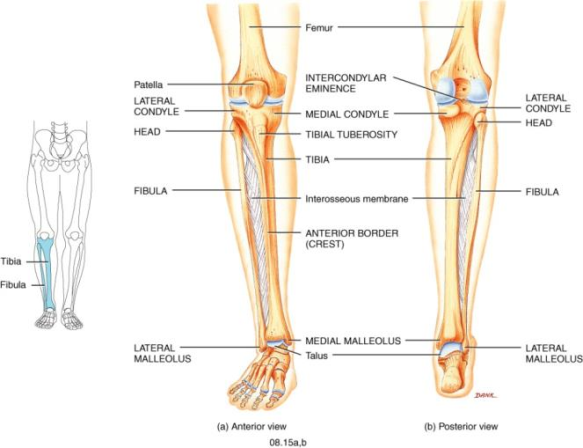 Femur
Patella
INTERCONDYLAR
EMINENCE
LATERAL
CONDYLE
LATERAL
CONDYLE
MEDIAL CONDYLE
HEAD
HEAD
TIBIAL TUBEROSITY
TIBIA
FIBULA
Interosseous membrane
FIBULA
ANTERIOR BORDER
(CREST)
Tibia
Fibula
MEDIAL MALLEOLUS
LATERAL
MALLEOLUS
Talus
LATERAL
MALLEOLUS
(a) Anterior view
(b) Posterior view
08.15a,b